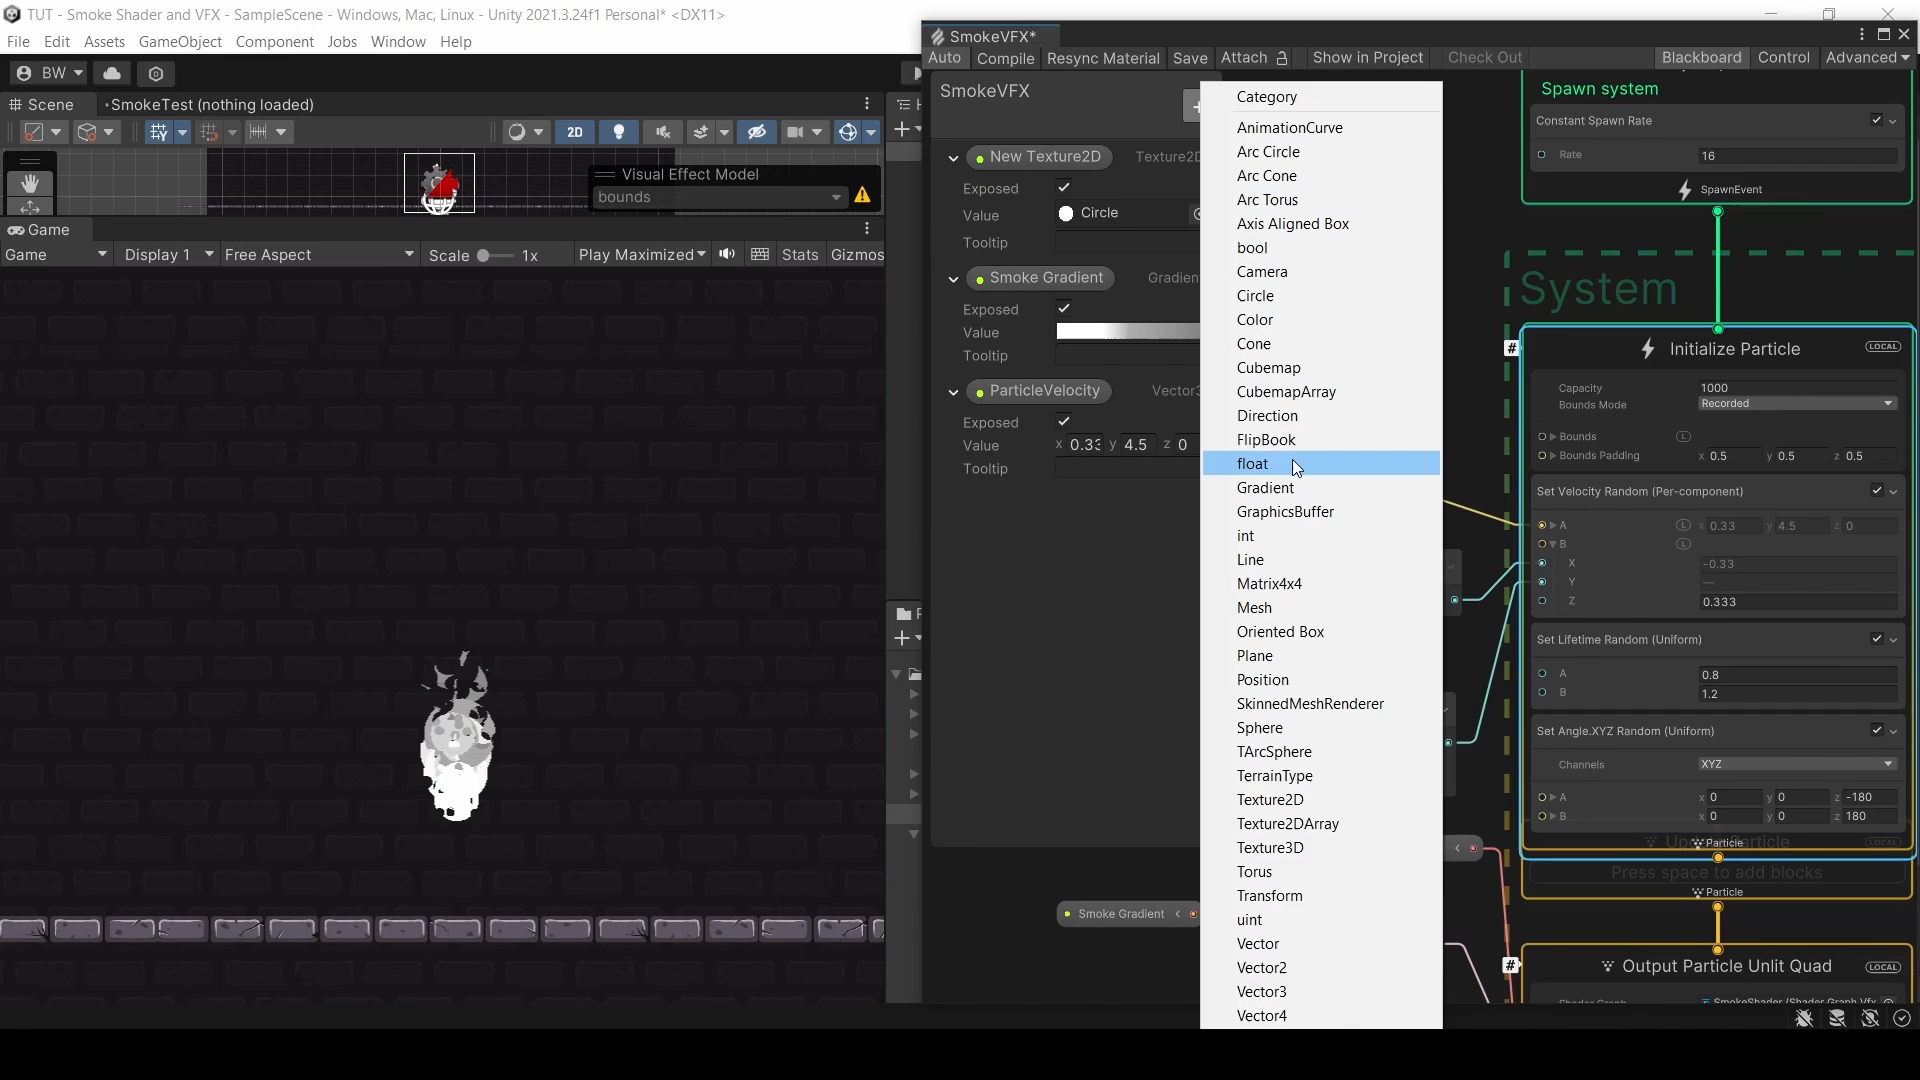 TUT - Smoke Shader and VFX - SampleScene - Windows, Mac, Linux - Unity 2021.3.24f1 Personal* <DX11>
File Edit Assets GameObject Component Jobs Window Help
BW
Scene SmokeTest (nothing loaded)
2D
Visual Effect Model
bounds
Game
Game Display 1 Free Aspect Scale 1x Play Maximized Stats Gizmos
SmokeVFX*
Auto Compile Resync Material Save Attach Show in Project Check Out Blackboard Control Advanced
SmokeVFX
New Texture2D Texture2D
Exposed
Value Circle
Tooltip
Smoke Gradient Gradien
Exposed
Value
Tooltip
ParticleVelocity Vector3
Exposed
Value x 0.33 y 4.5 z 0
Tooltip
Smoke Gradient
Category
AnimationCurve
Arc Circle
Arc Cone
Arc Torus
Axis Aligned Box
bool
Camera
Circle
Color
Cone
Cubemap
CubemapArray
Direction
FlipBook
float
Gradient
GraphicsBuffer
int
Line
Matrix4x4
Mesh
Oriented Box
Plane
Position
SkinnedMeshRenderer
Sphere
TArcSphere
TerrainType
Texture2D
Texture2DArray
Texture3D
Torus
Transform
uint
Vector
Vector2
Vector3
Vector4
Spawn system
Constant Spawn Rate
Rate 16
SpawnEvent
System
# Initialize Particle LOCAL
Capacity 1000
Bounds Mode Recorded
Bounds L
Bounds Padding x 0.5 y 0.5 z 0.5
Set Velocity Random (Per-component)
A L x 0.33 y 4.5 z 0
B L
X -0.33
Y —
Z 0.333
Set Lifetime Random (Uniform)
A 0.8
B 1.2
Set Angle.XYZ Random (Uniform)
Channels XYZ
A x 0 y 0 z -180
B x 0 y 0 z 180
Particle
Press space to add blocks
Particle
# Output Particle Unlit Quad LOCAL
Shader Graph SmokeShader (Shader Graph Vfx